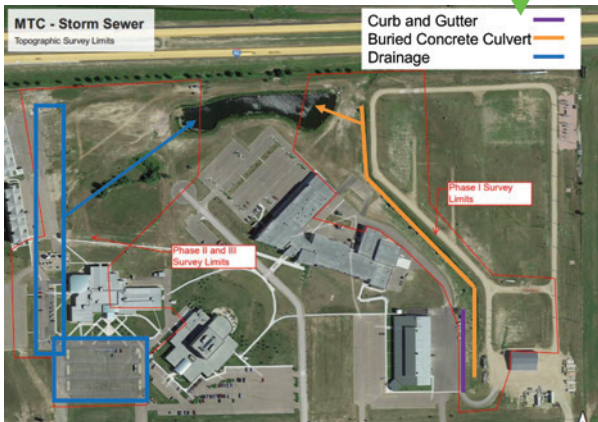 MTC - Storm Sewer
Topographic Survey Limits
Curb and Gutter
Buried Concrete Culvert
Drainage
Phase I Survey
Limits
Phase II and III
Survey Limits